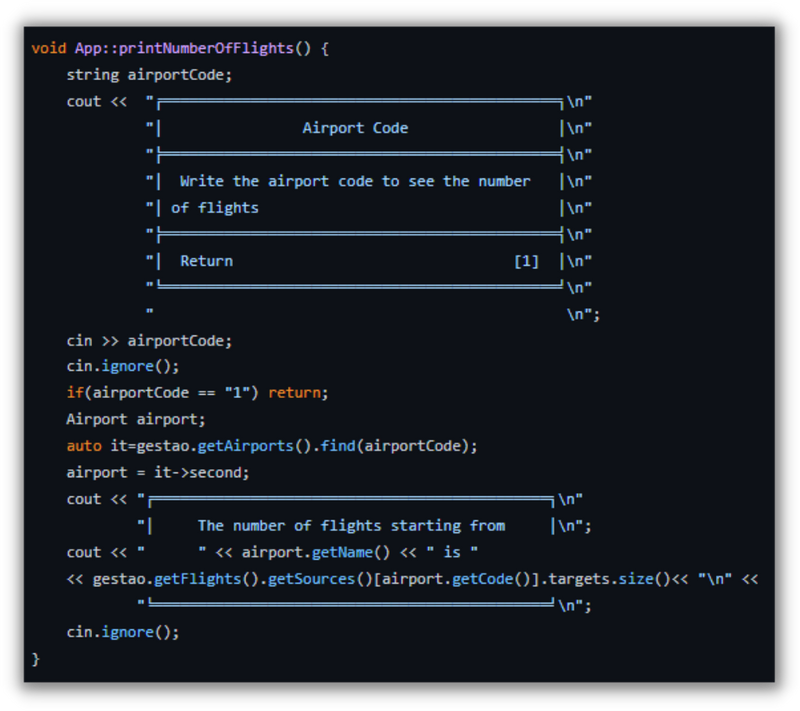 void App::printNumberOfFlights() {
    string airportCode;
    cout <<  "╒═════════════════════════════════════════════╕\n"
             "│                Airport Code                 │\n"
             "╞═════════════════════════════════════════════╡\n"
             "│  Write the airport code to see the number   │\n"
             "│ of flights                                  │\n"
             "╞═════════════════════════════════════════════╡\n"
             "│  Return                                [1]  │\n"
             "╘═════════════════════════════════════════════╛\n"
             "                                               \n";
    cin >> airportCode;
    cin.ignore();
    if(airportCode == "1") return;
    Airport airport;
    auto it=gestao.getAirports().find(airportCode);
    airport = it->second;
    cout << "╒═════════════════════════════════════════════╕\n"
            "│     The number of flights starting from     │\n";
    cout << "      " << airport.getName() << " is "
    << gestao.getFlights().getSources()[airport.getCode()].targets.size()<< "\n" <<
            "╘═════════════════════════════════════════════╛\n";
    cin.ignore();
}